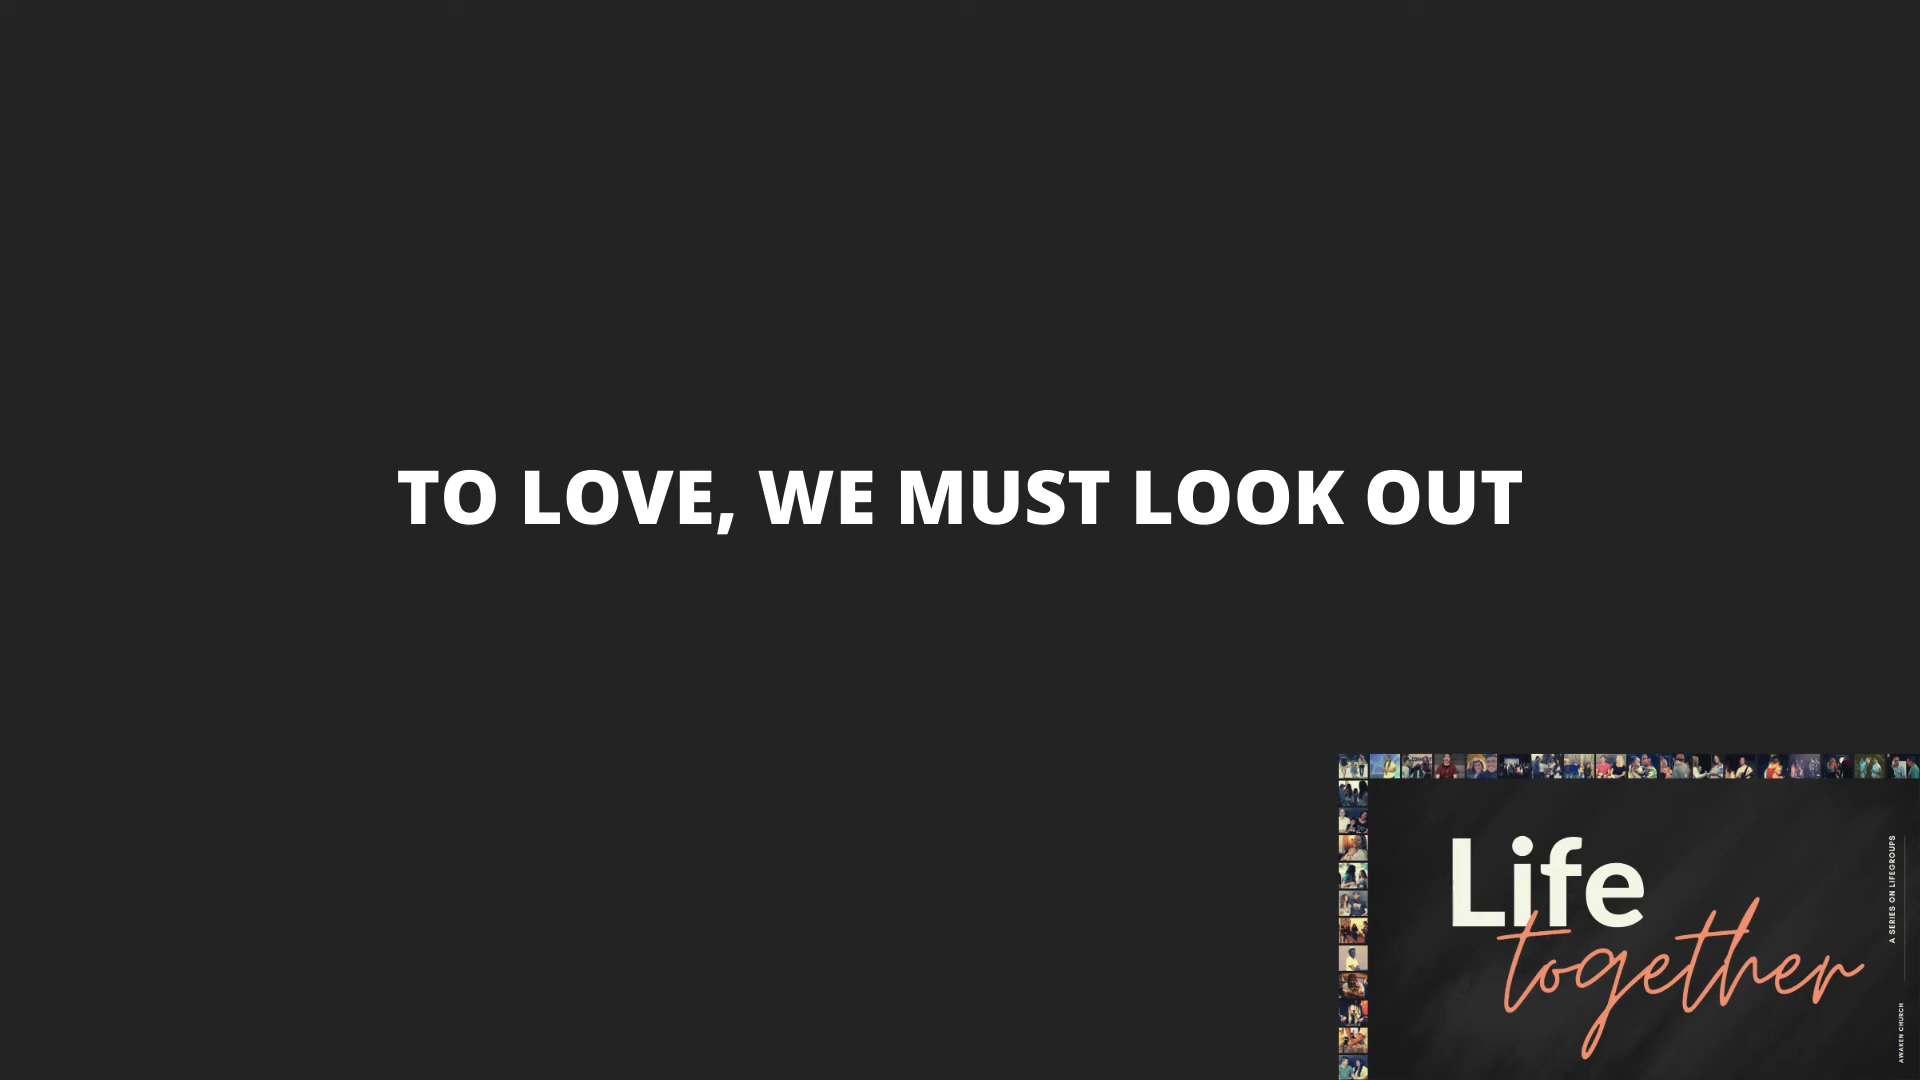 TO LOVE, WE MUST LOOK OUT
Life
together
A SERIES ON LIFEGROUPS
AWAKEN CHURCH